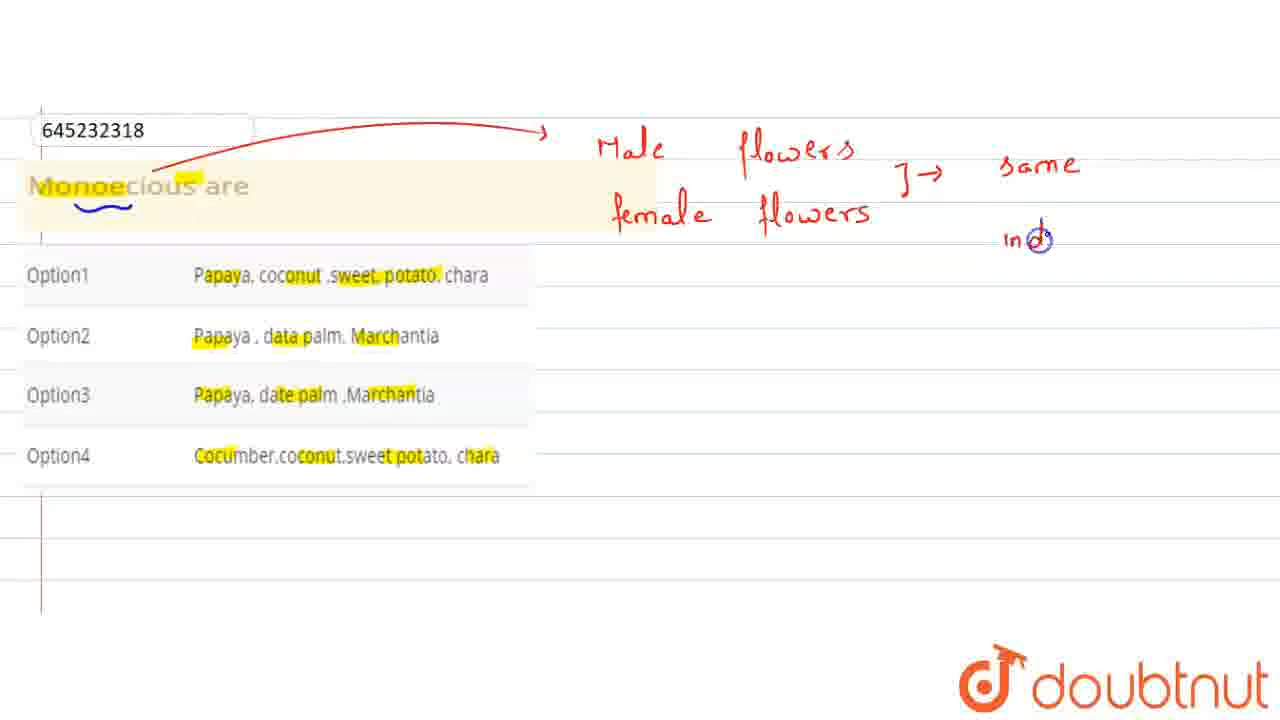 645232318
Monoecious are
Male flowers
female flowers ] → same
ind
Option1 Papaya, coconut ,sweet, potato, chara
Option2 Papaya , data palm, Marchantia
Option3 Papaya, date palm ,Marchantia
Option4 Cocumber,coconut,sweet potato, chara
doubtnut